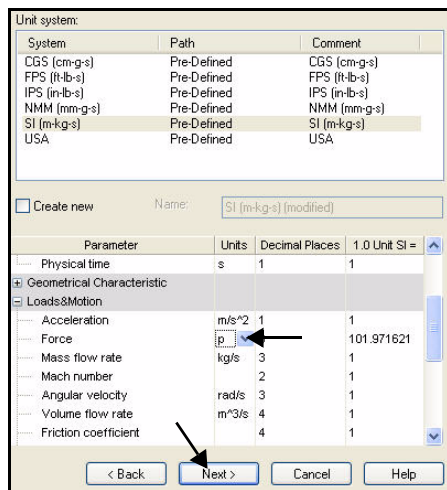 Unit system:
System Path Comment
CGS (cm-g-s) Pre-Defined CGS (cm-g-s)
FPS (ft-lb-s) Pre-Defined FPS (ft-lb-s)
IPS (in-lb-s) Pre-Defined IPS (in-lb-s)
NMM (mm-g-s) Pre-Defined NMM (mm-g-s)
SI (m-kg-s) Pre-Defined SI (m-kg-s)
USA Pre-Defined USA
Create new Name: SI (m-kg-s) (modified)
Parameter Units Decimal Places 1.0 Unit SI =
Physical time s 1 1
Geometrical Characteristic
Loads&Motion
Acceleration m/s^2 1 1
Force p 101.971621
Mass flow rate kg/s 3 1
Mach number 2 1
Angular velocity rad/s 3 1
Volume flow rate m^3/s 4 1
Friction coefficient 4 1
< Back Next > Cancel Help